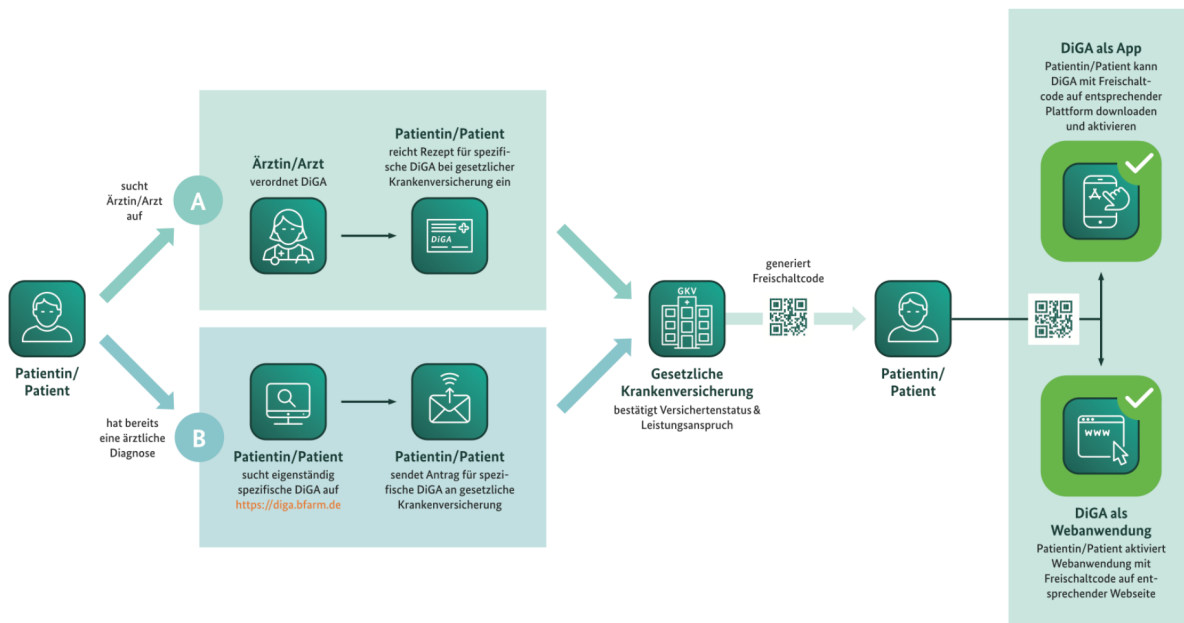 Patientin/
Patient
sucht
Ärztin/Arzt
auf
A
Ärztin/Arzt
verordnet DiGA
Patientin/Patient
reicht Rezept für spezifi-
sche DiGA bei gesetzlicher
Krankenversicherung ein
DiGA
hat bereits
eine ärztliche
Diagnose
B
Patientin/Patient
sucht eigenständig
spezifische DiGA auf
https://diga.bfarm.de
Patientin/Patient
sendet Antrag für spezi-
fische DiGA an gesetzliche
Krankenversicherung
GKV
Gesetzliche
Krankenversicherung
bestätigt Versichertenstatus &
Leistungsanspruch
generiert
Freischaltcode
Patientin/
Patient
DiGA als App
Patientin/Patient kann
DiGA mit Freischalt-
code auf entsprechender
Plattform downloaden
und aktivieren
www
DiGA als
Webanwendung
Patientin/Patient aktiviert
Webanwendung mit
Freischaltcode auf ent-
sprechender Webseite